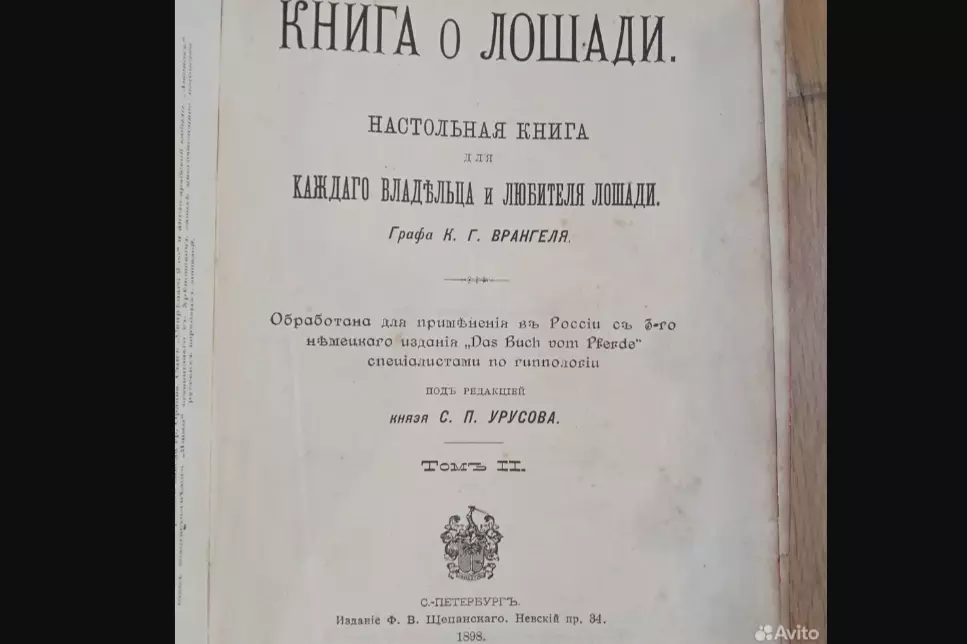 КНИГА О ЛОШАДИ.
НАСТОЛЬНАЯ КНИГА
ДЛЯ
КАЖДАГО ВЛАДѢЛЬЦА и ЛЮБИТЕЛЯ ЛОШАДИ.
Графа К. Г. ВРАНГЕЛЯ.
Обработана для примѣненія въ Россіи съ 3-го
нѣмецкаго изданія „Das Buch vom Pferde"
спеціалистами по гиппологіи
ПОДЪ РЕДАКЦІЕЙ
князя С. П. УРУСОВА.
Томъ II.
С.-ПЕТЕРБУРГЪ.
Изданіе Ф. В. Щепанскаго. Невскій пр. 34.
1898.
Avito